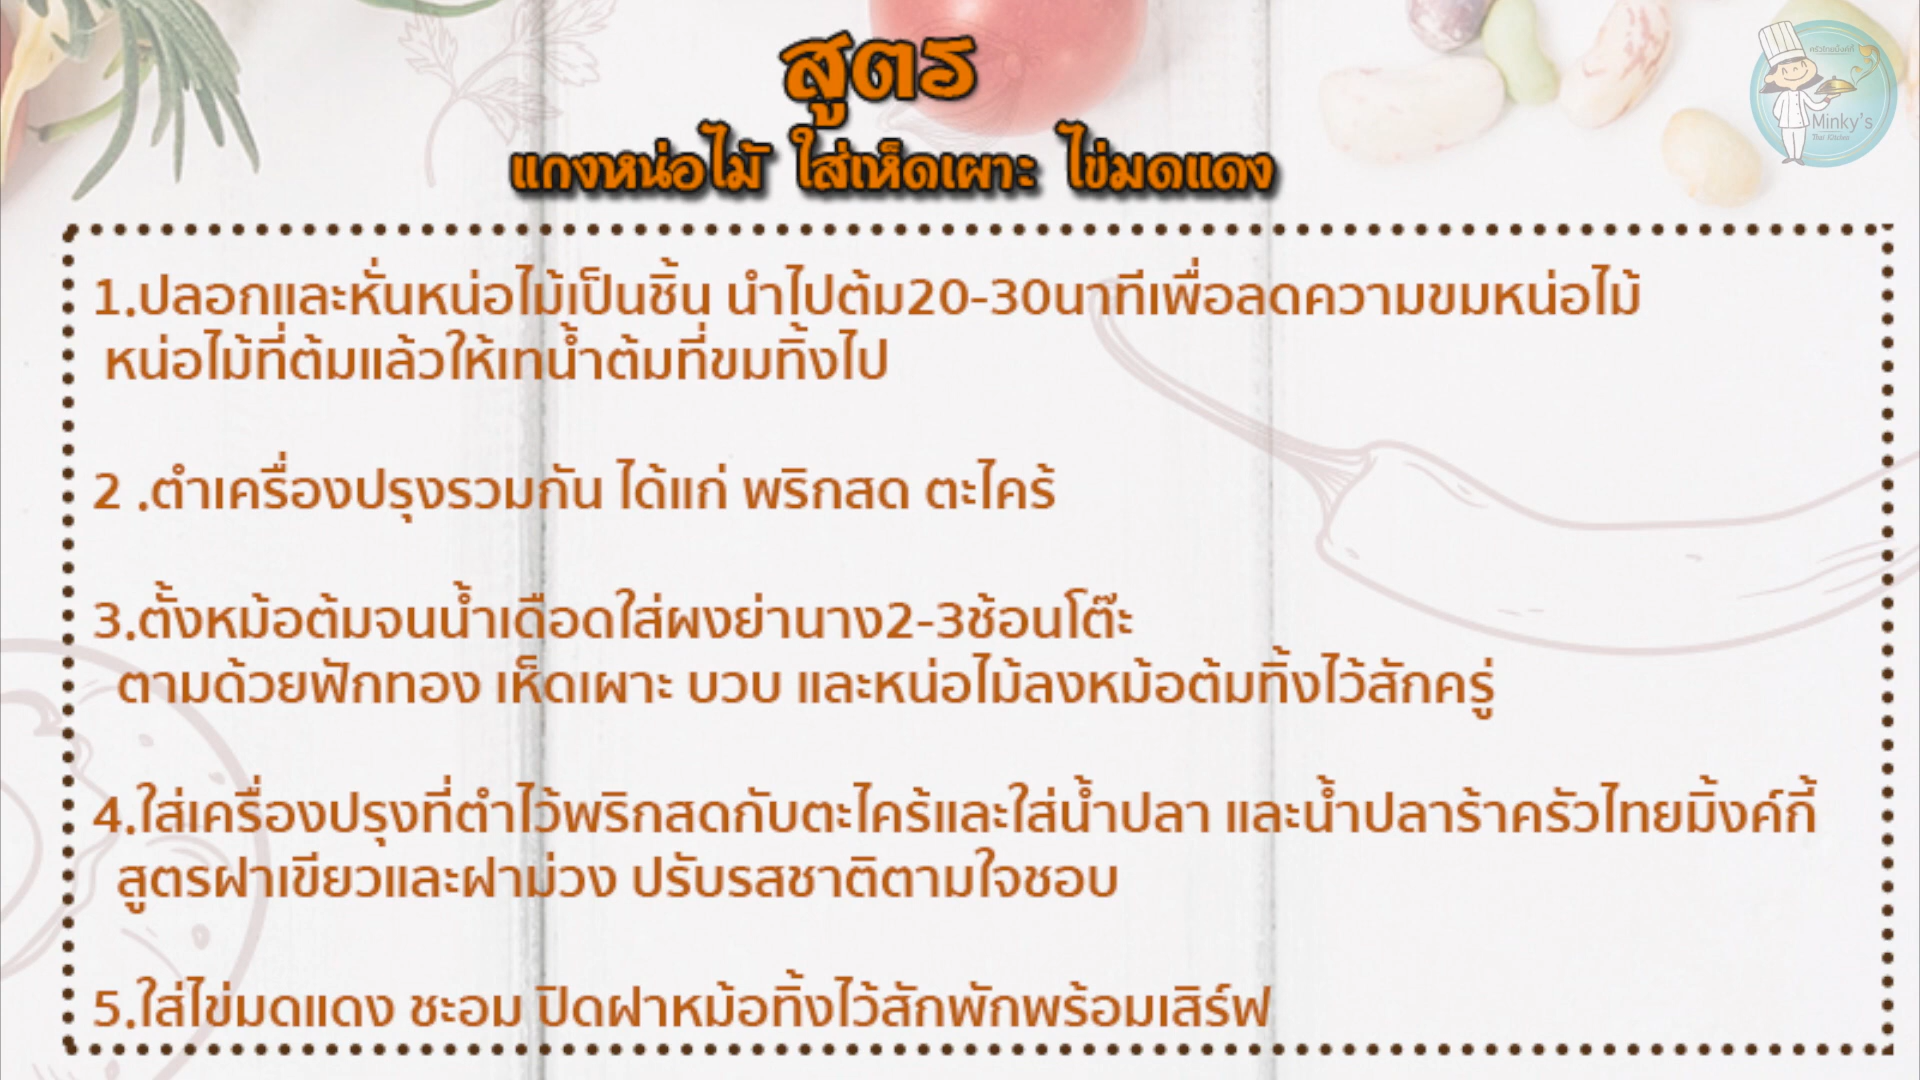 สูตร
แกงหน่อไม้ ใส่เห็ดเผาะ ไข่มดแดง
ครัวไทยมิ้งค์กี้
Minky's
Thai Kitchen
1.ปลอกและหั่นหน่อไม้เป็นชิ้น นำไปต้ม20-30นาทีเพื่อลดความขมหน่อไม้
หน่อไม้ที่ต้มแล้วให้เทน้ำต้มที่ขมทิ้งไป
2 .ตำเครื่องปรุงรวมกัน ได้แก่ พริกสด ตะไคร้
3.ตั้งหม้อต้มจนน้ำเดือดใส่ผงย่านาง2-3ช้อนโต๊ะ
ตามด้วยฟักทอง เห็ดเผาะ บวบ และหน่อไม้ลงหม้อต้มทิ้งไว้สักครู่
4.ใส่เครื่องปรุงที่ตำไว้พริกสดกับตะไคร้และใส่น้ำปลา และน้ำปลาร้าครัวไทยมิ้งค์กี้
สูตรฝาเขียวและฝาม่วง ปรับรสชาติตามใจชอบ
5.ใส่ไข่มดแดง ชะอม ปิดฝาหม้อทิ้งไว้สักพักพร้อมเสิร์ฟ